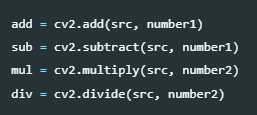 add = cv2.add(src, number1)
sub = cv2.subtract(src, number1)
mul = cv2.multiply(src, number2)
div = cv2.divide(src, number2)